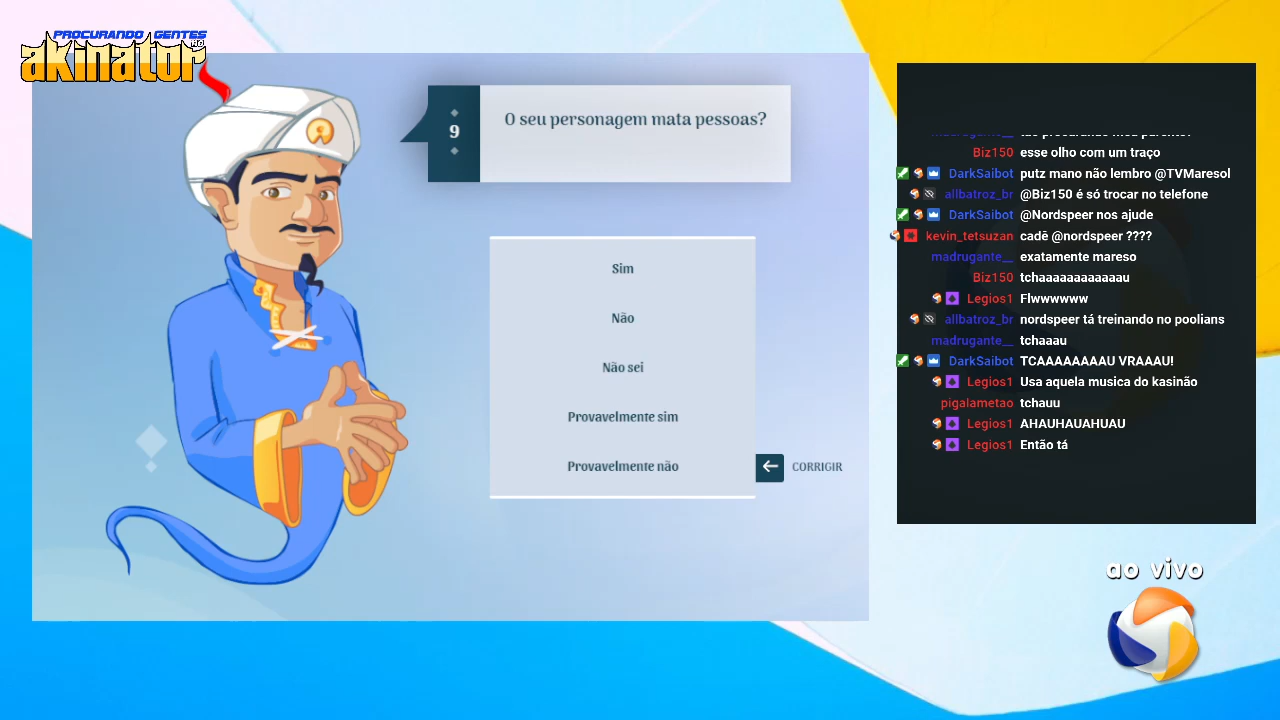 PROCURANDO GENTES
NO
akinator
9
O seu personagem mata pessoas?
Sim
Não
Não sei
Provavelmente sim
Provavelmente não
CORRIGIR
Biz150 esse olho com um traço
DarkSaibot putz mano não lembro @TVMaresol
allbatroz_br @Biz150 é só trocar no telefone
DarkSaibot @Nordspeer nos ajude
kevin_tetsuzan cadê @nordspeer ????
madrugante__ exatamente mareso
Biz150 tchaaaaaaaaaaaau
Legios1 Flwwwwww
allbatroz_br nordspeer tá treinando no poolians
madrugante__ tchaaau
DarkSaibot TCAAAAAAAAU VRAAAU!
Legios1 Usa aquela musica do kasinão
pigalametao tchauu
Legios1 AHAUHAUAHUAU
Legios1 Então tá
ao vivo